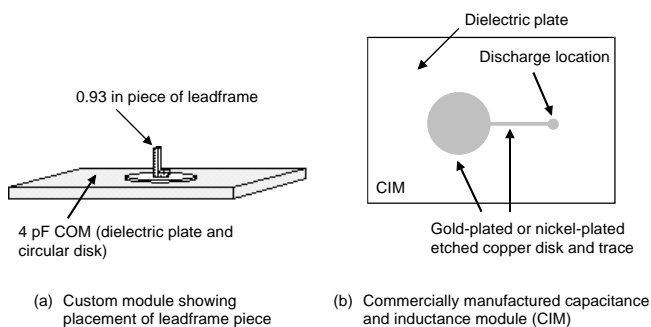 0.93 in piece of leadframe
4 pF COM (dielectric plate and
circular disk)
(a) Custom module showing
placement of leadframe piece
Dielectric plate
Discharge location
CIM
Gold-plated or nickel-plated
etched copper disk and trace
(b) Commercially manufactured capacitance
and inductance module (CIM)